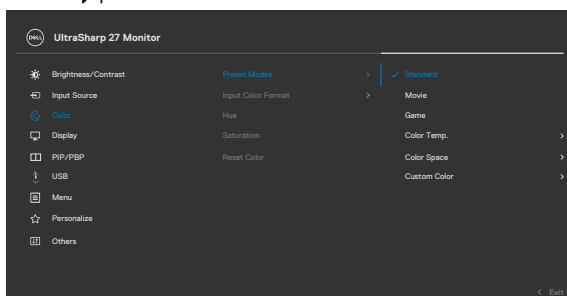 DELL UltraSharp 27 Monitor
Brightness/Contrast Preset Modes > ✓ Standard
Input Source Input Color Format > Movie
Color Hue Game
Display Saturation Color Temp. >
PIP/PBP Reset Color Color Space >
USB Custom Color >
Menu
Personalize
Others
< Exit